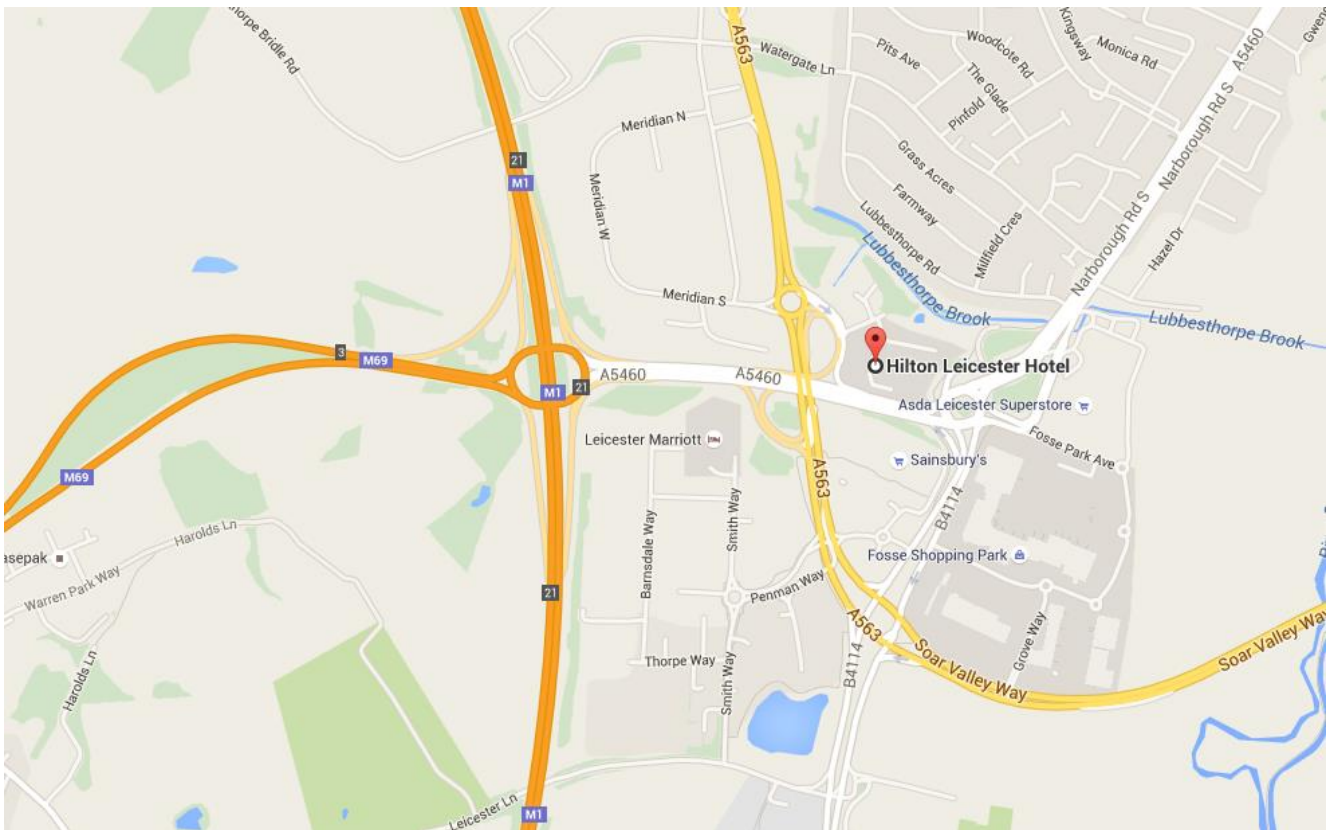 thorpe Bridle Rd
A563
Watergate Ln
Pits Ave
Woodcote Rd
Kingsway
Monica Rd
A5460
The Glade
Pinfold
Narborough Rd S
Meridian N
21
M1
Meridian W
Grass Acres
Farmway
Lubbesthorpe Rd
Millfield Cres
Narborough Rd S
Hazel Dr
Lubbesthorpe Brook
Meridian S
Lubbesthorpe Brook
3
M69
A5460
A5460
Hilton Leicester Hotel
M1
21
Asda Leicester Superstore
Leicester Marriott
Fosse Park Ave
Sainsbury's
M69
A563
B4114
Harolds Ln
Barnsdale Way
Smith Way
asepak
Fosse Shopping Park
Warren Park Way
21
Penman Way
A563
Grove Way
Soar Valley Way
Soar Valley Way
Thorpe Way
B4114
Harolds Ln
Smith Way
Leicester Ln
M1